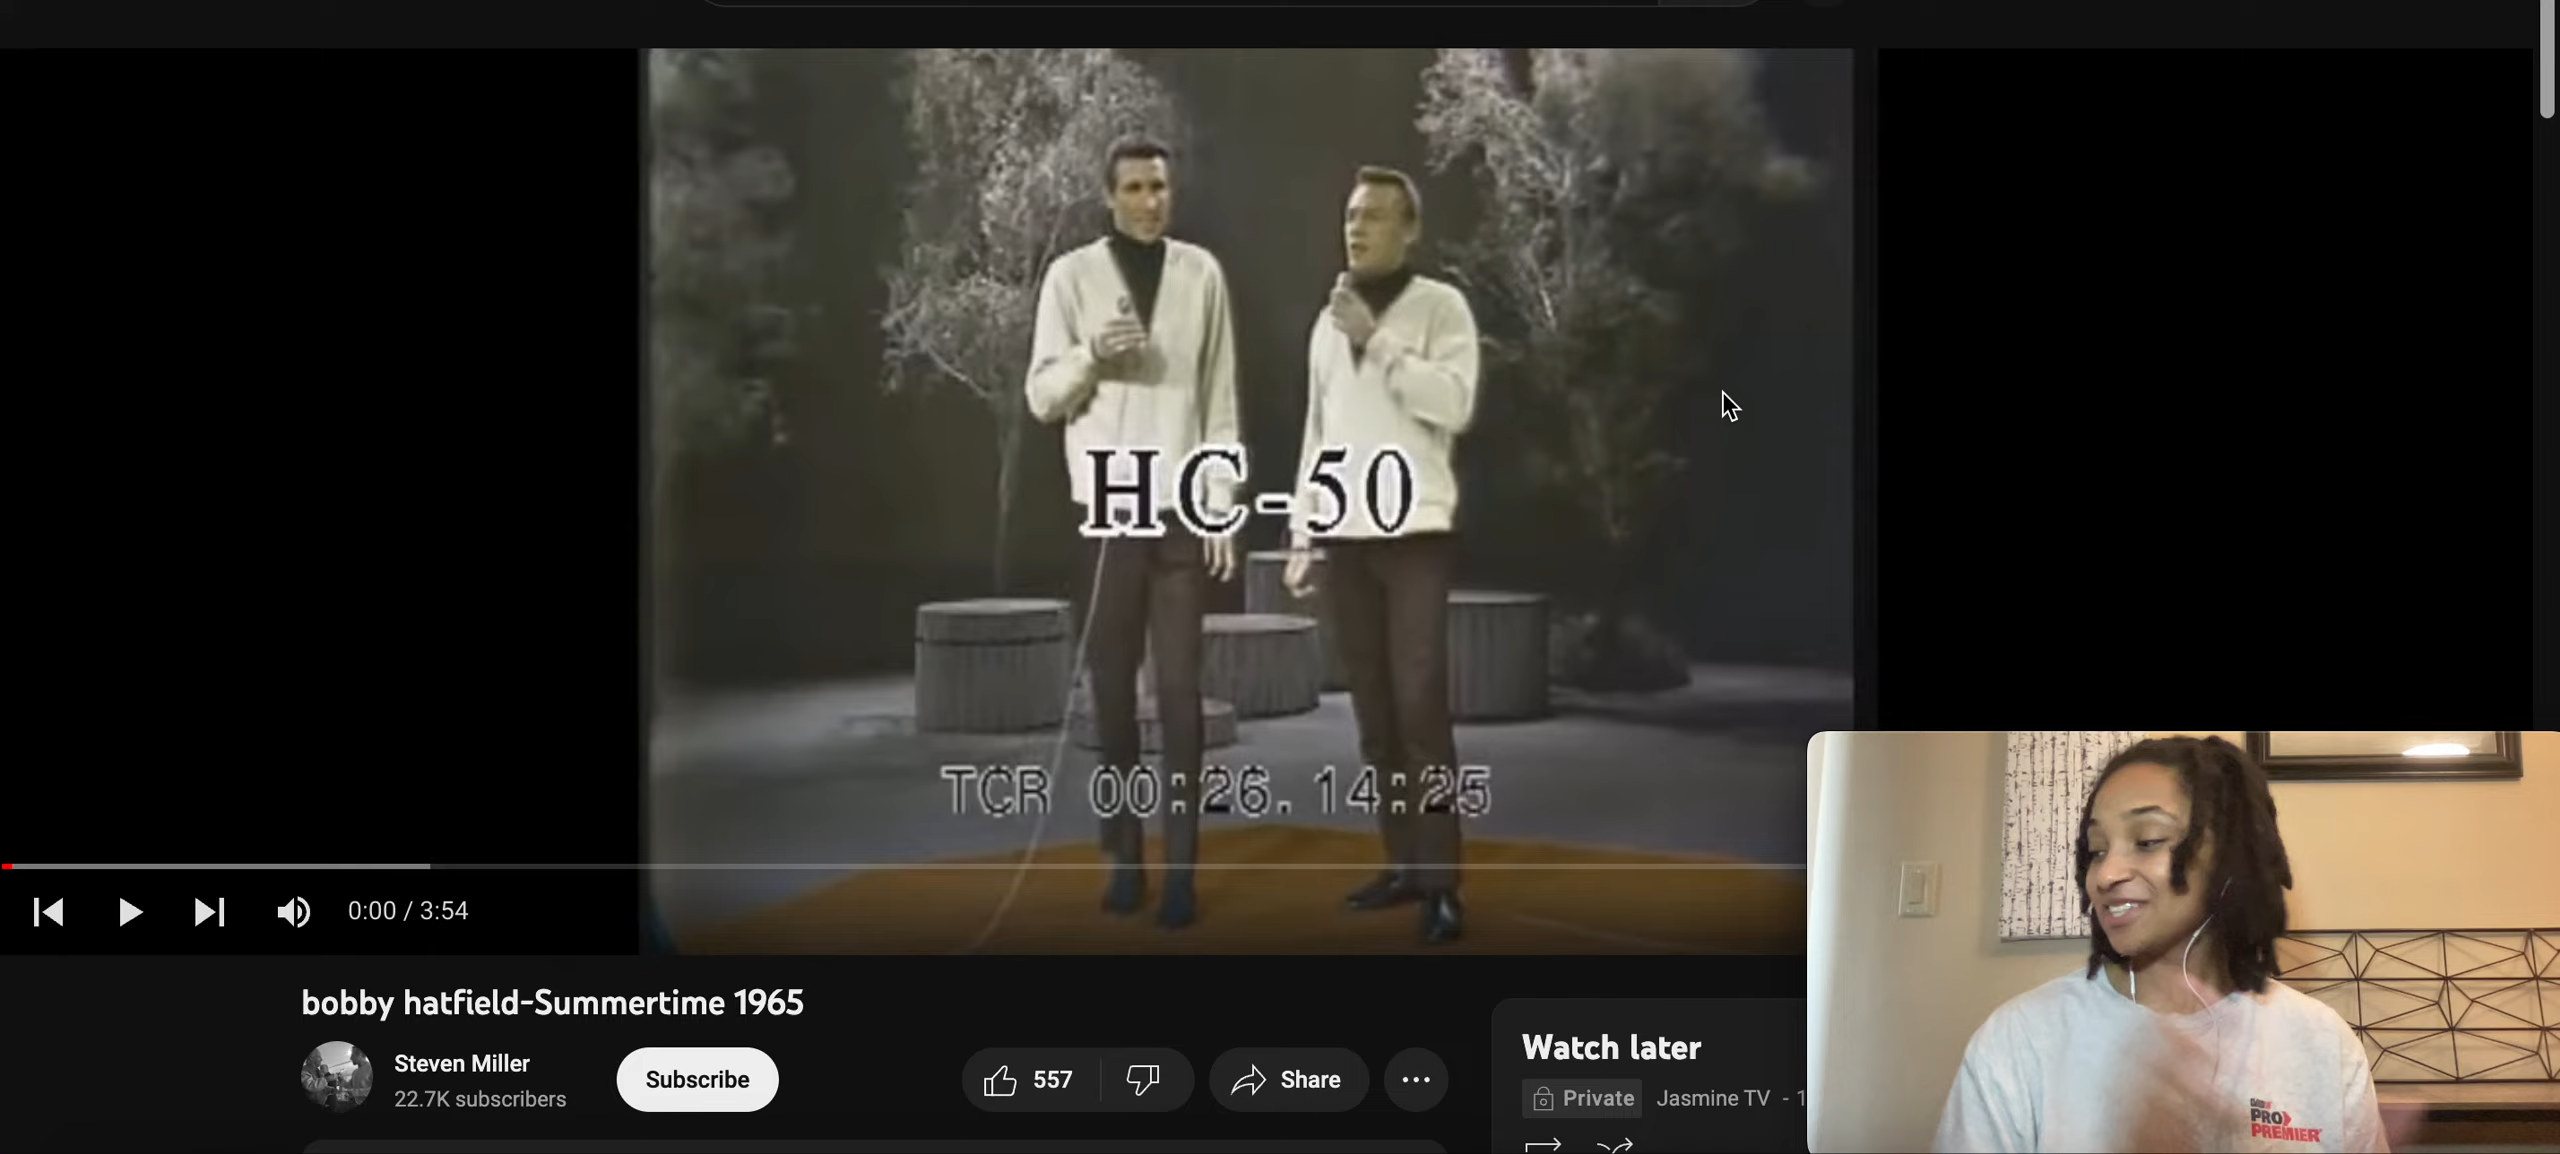 HC-50
TCR 00:26.14:25
0:00 / 3:54
bobby hatfield-Summertime 1965
Steven Miller
22.7K subscribers
Subscribe
557
Share
Watch later
Private
Jasmine TV - 1
PRO
PREMIER